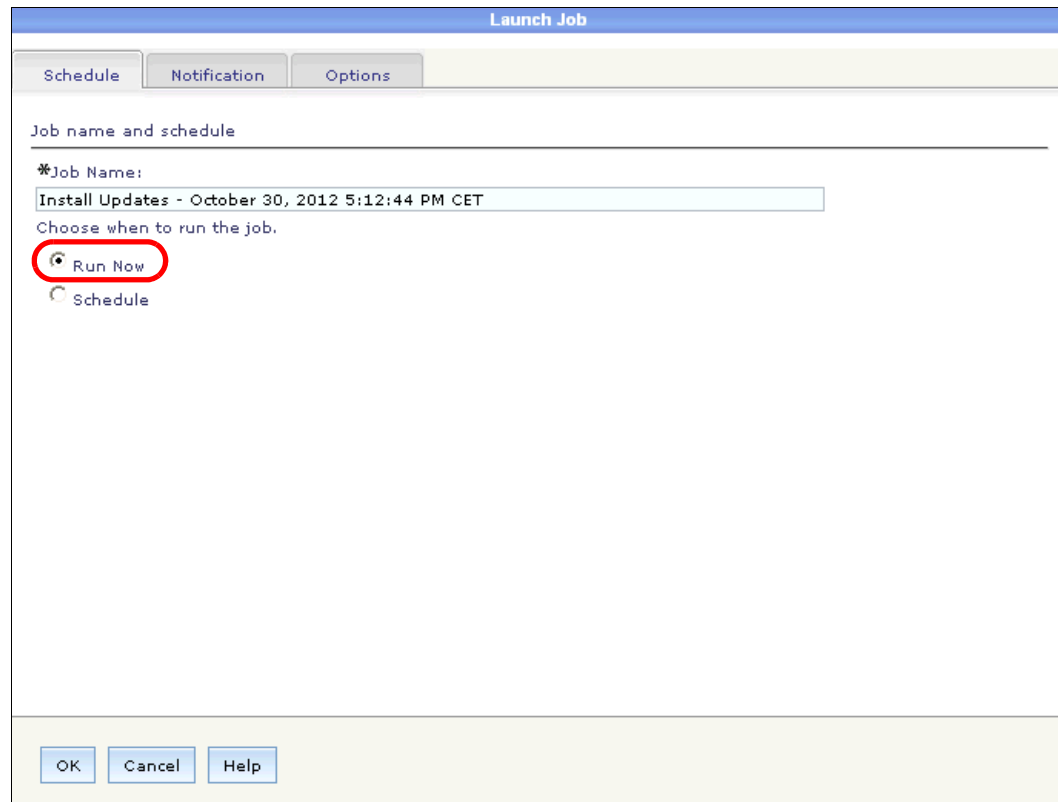 Launch Job
Schedule Notification Options
Job name and schedule
*Job Name:
Install Updates - October 30, 2012 5:12:44 PM CET
Choose when to run the job.
Run Now
Schedule
OK Cancel Help